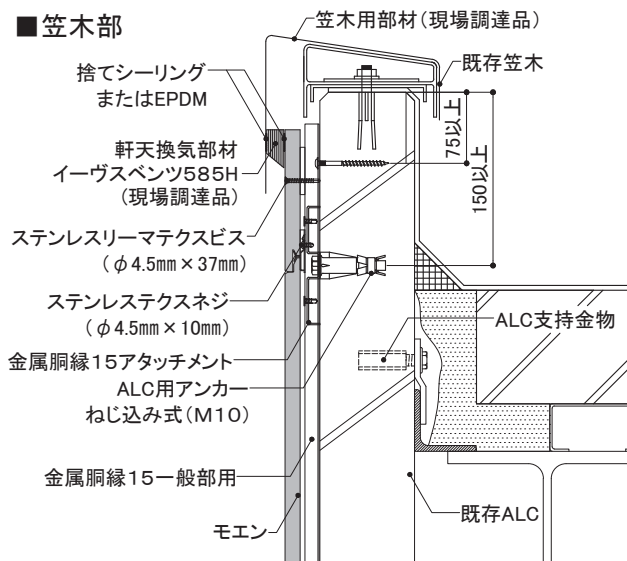 ■笠木部
笠木用部材(現場調達品)
既存笠木
捨てシーリング
またはEPDM
軒天換気部材
イーヴスベンツ585H
(現場調達品)
75以上
150以上
ステンレスリーマテクスビス
(φ4.5mm×37mm)
ステンレステクスネジ
(φ4.5mm×10mm)
ALC支持金物
金属胴縁15アタッチメント
ALC用アンカー
ねじ込み式(M10)
金属胴縁15一般部用
モエン
既存ALC